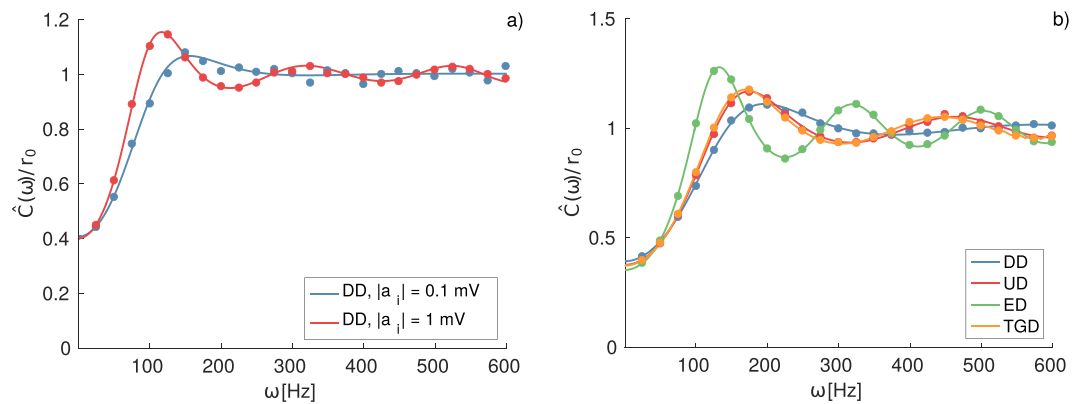 a)
1.2
1
0.8
0.6
0.4
0.2
0
Ĉ(ω)/r₀
100 200 300 400 500 600
ω[Hz]
DD, |a i| = 0.1 mV
DD, |a i| = 1 mV
b)
1.5
1
0.5
0
Ĉ(ω)/r₀
100 200 300 400 500 600
ω[Hz]
DD
UD
ED
TGD